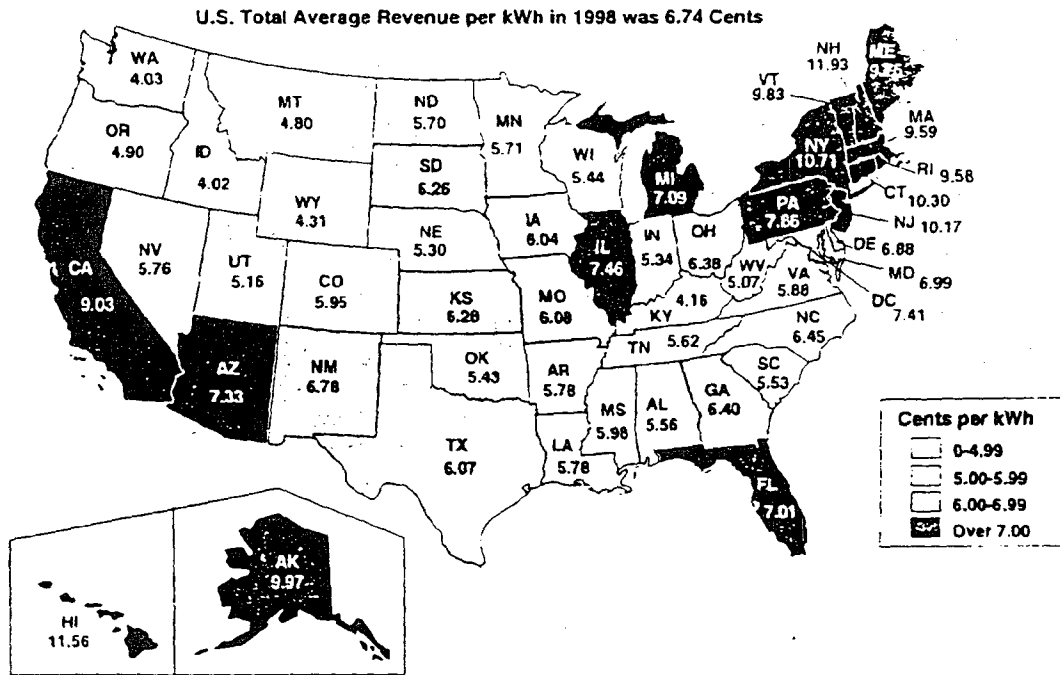 U.S. Total Average Revenue per kWh in 1998 was 6.74 Cents
WA
4.03
MT
4.80
ND
5.70
MN
5.71
OR
4.90
ID
4.02
SD
6.26
WI
5.44
WY
4.31
MI
7.09
NH
11.93
VT
9.83
ME
MA
9.59
NY
10.71
RI 9.58
CT
10.30
NJ 10.17
PA
7.86
DE 6.88
MD
6.99
DC
7.41
CA
9.03
NV
5.76
UT
5.16
CO
5.95
NE
5.30
IA
6.04
IL
7.46
IN
5.34
OH
6.38
WV
5.07
VA
5.88
KS
6.28
MO
6.08
4.16
KY
NC
6.45
TN 5.62
AZ
7.33
NM
6.78
OK
5.43
AR
5.78
SC
5.53
MS
5.98
AL
5.56
GA
6.40
TX
6.07
LA
5.78
FL
7.01
HI
11.56
AK
9.97
Cents per kWh
0-4.99
5.00-5.99
6.00-6.99
Over 7.00